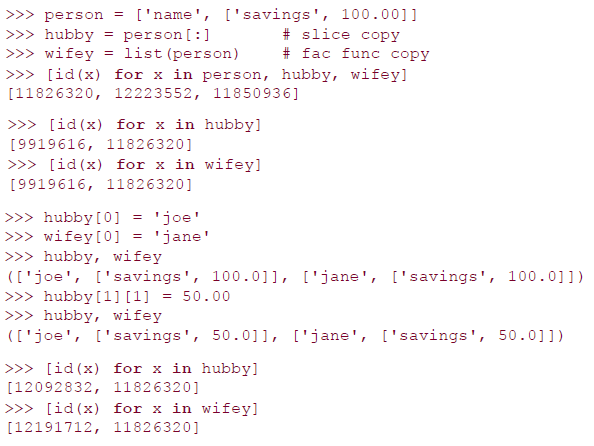 >>> person = ['name', ['savings', 100.00]]
>>> hubby = person[:]       # slice copy
>>> wifey = list(person)    # fac func copy
>>> [id(x) for x in person, hubby, wifey]
[11826320, 12223552, 11850936]
>>> [id(x) for x in hubby]
[9919616, 11826320]
>>> [id(x) for x in wifey]
[9919616, 11826320]
>>> hubby[0] = 'joe'
>>> wifey[0] = 'jane'
>>> hubby, wifey
(['joe', ['savings', 100.0]], ['jane', ['savings', 100.0]])
>>> hubby[1][1] = 50.00
>>> hubby, wifey
(['joe', ['savings', 50.0]], ['jane', ['savings', 50.0]])
>>> [id(x) for x in hubby]
[12092832, 11826320]
>>> [id(x) for x in wifey]
[12191712, 11826320]